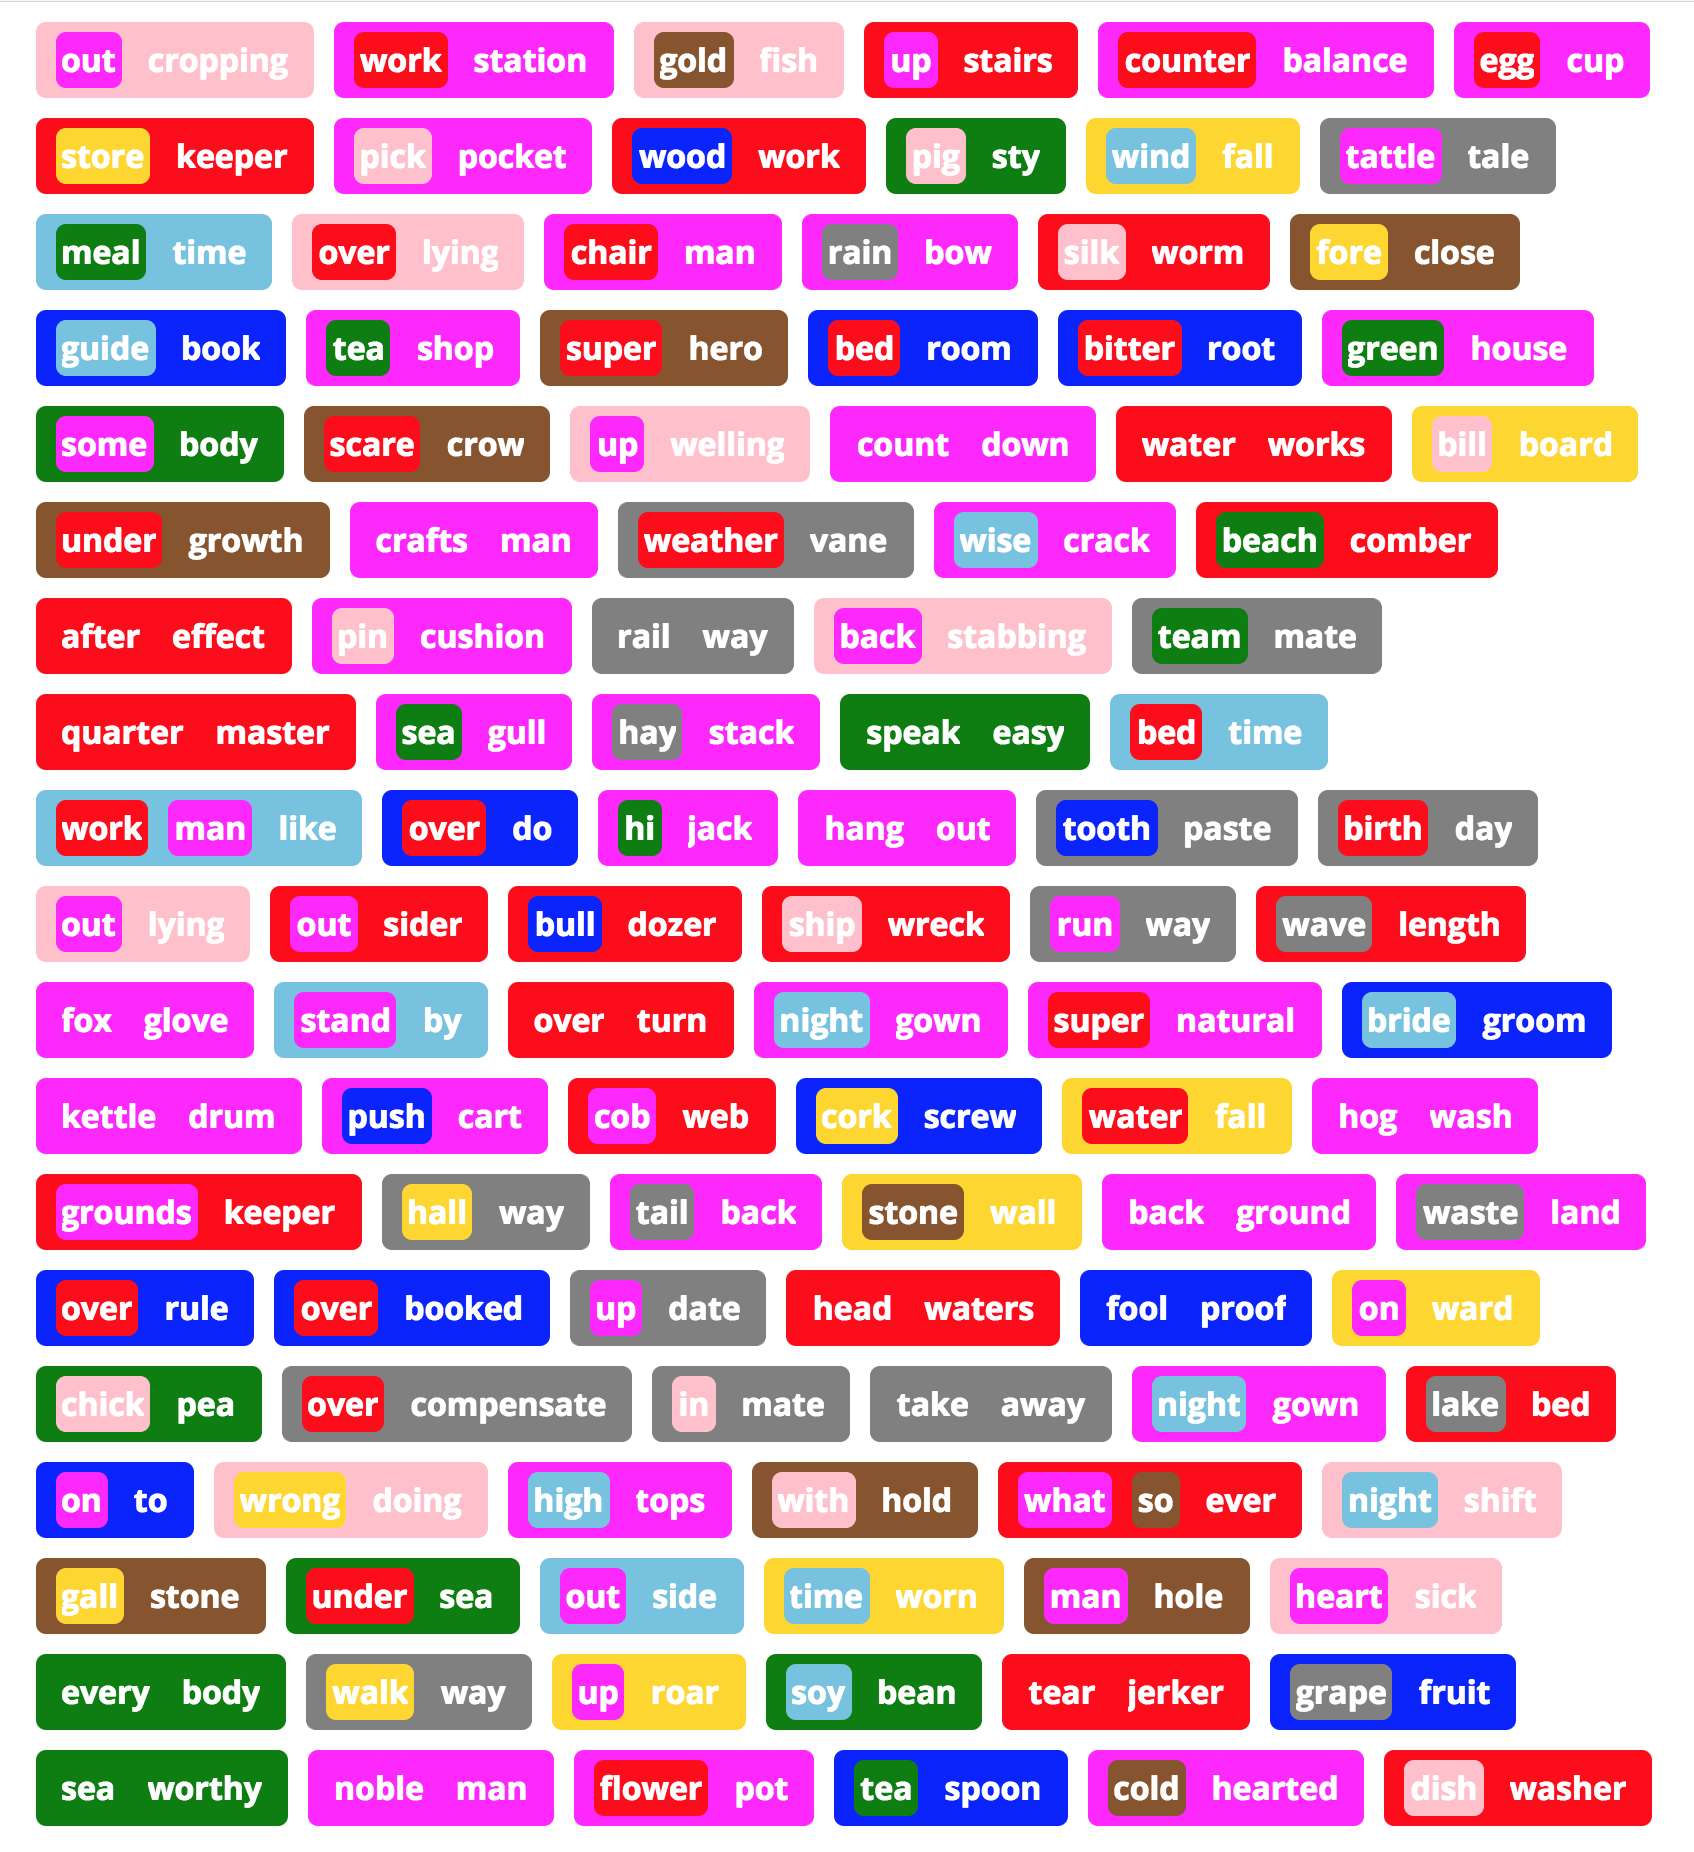 out cropping work station gold fish up stairs counter balance egg cup
store keeper pick pocket wood work pig sty wind fall tattle tale
meal time over lying chair man rain bow silk worm fore close
guide book tea shop super hero bed room bitter root green house
some body scare crow up welling count down water works bill board
under growth crafts man weather vane wise crack beach comber
after effect pin cushion rail way back stabbing team mate
quarter master sea gull hay stack speak easy bed time
work man like over do hi jack hang out tooth paste birth day
out lying out sider bull dozer ship wreck run way wave length
fox glove stand by over turn night gown super natural bride groom
kettle drum push cart cob web cork screw water fall hog wash
grounds keeper hall way tail back stone wall back ground waste land
over rule over booked up date head waters fool proof on ward
chick pea over compensate in mate take away night gown lake bed
on to wrong doing high tops with hold what so ever night shift
gall stone under sea out side time worn man hole heart sick
every body walk way up roar soy bean tear jerker grape fruit
sea worthy noble man flower pot tea spoon cold hearted dish washer